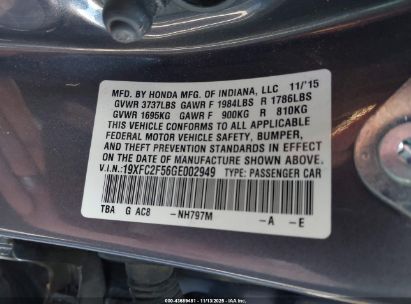 MFD. BY HONDA MFG. OF INDIANA, LLC 11/'15
GVWR 3737LBS GAWR F 1984LBS R 1786LBS
GVWR 1695KG GAWR F 900KG R 810KG
THIS VEHICLE CONFORMS TO ALL APPLICABLE
FEDERAL MOTOR VEHICLE SAFETY, BUMPER,
AND THEFT PREVENTION STANDARDS IN EFFECT
ON THE DATE OF MANUFACTURE SHOWN ABOVE.
V.I.N.:19XFC2F56GE002949 TYPE: PASSENGER CAR
TBA G AC8 -NH797M -A -E